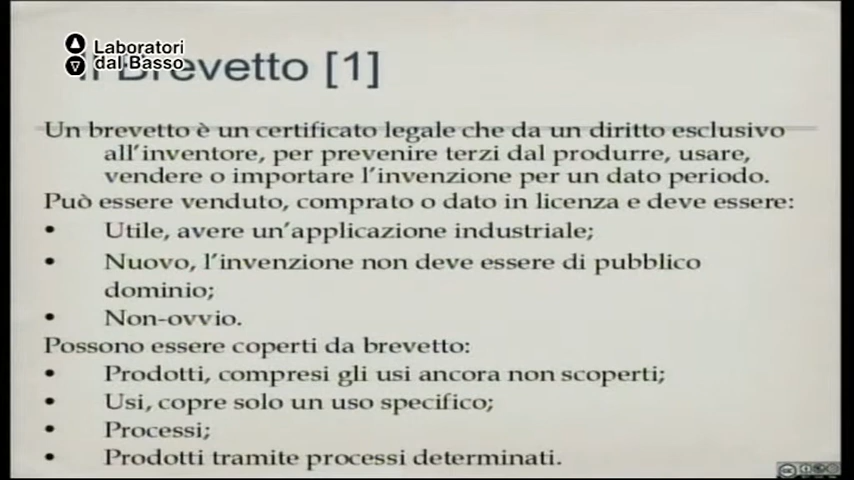 Laboratori
dal Basso
Il Brevetto [1]
Un brevetto è un certificato legale che da un diritto esclusivo
all'inventore, per prevenire terzi dal produrre, usare,
vendere o importare l'invenzione per un dato periodo.
Può essere venduto, comprato o dato in licenza e deve essere:
• Utile, avere un'applicazione industriale;
• Nuovo, l'invenzione non deve essere di pubblico
dominio;
• Non-ovvio.
Possono essere coperti da brevetto:
• Prodotti, compresi gli usi ancora non scoperti;
• Usi, copre solo un uso specifico;
• Processi;
• Prodotti tramite processi determinati.